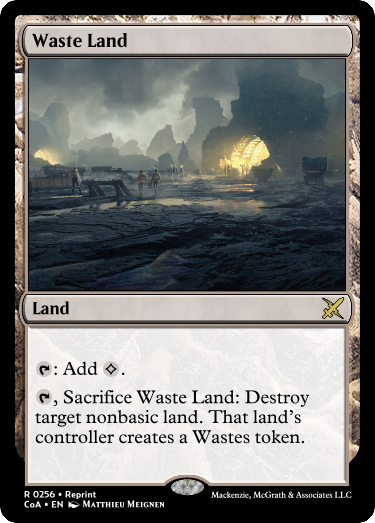 Waste Land
Land
: Add .
, Sacrifice Waste Land: Destroy
target nonbasic land. That land's
controller creates a Wastes token.
R 0256 • Reprint
CoA • EN Matthieu Meignen
Mackenzie, McGrath & Associates LLC